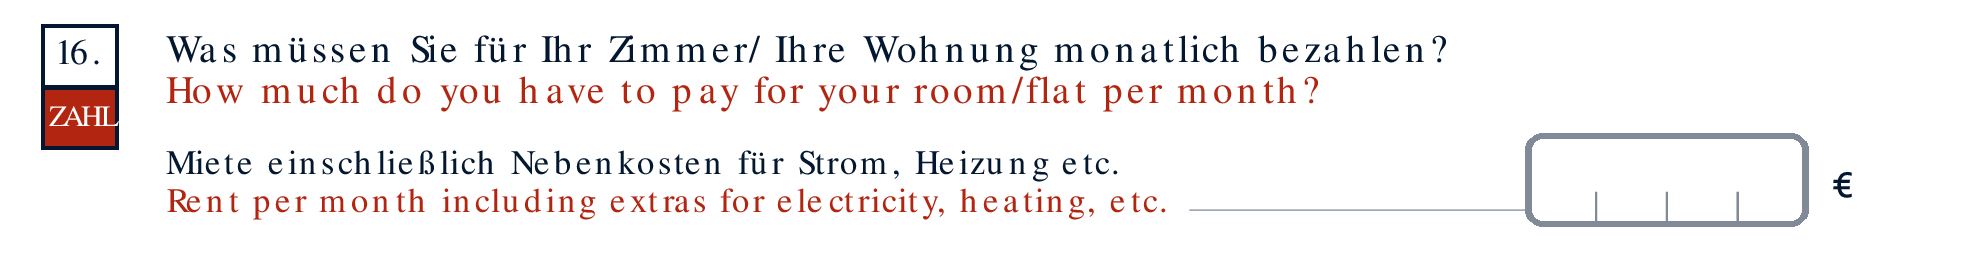 16.
ZAHL
Was müssen Sie für Ihr Zimmer/ Ihre Wohnung monatlich bezahlen?
How much do you have to pay for your room/flat per month?
Miete einschließlich Nebenkosten für Strom, Heizung etc.
Rent per month including extras for electricity, heating, etc.
€